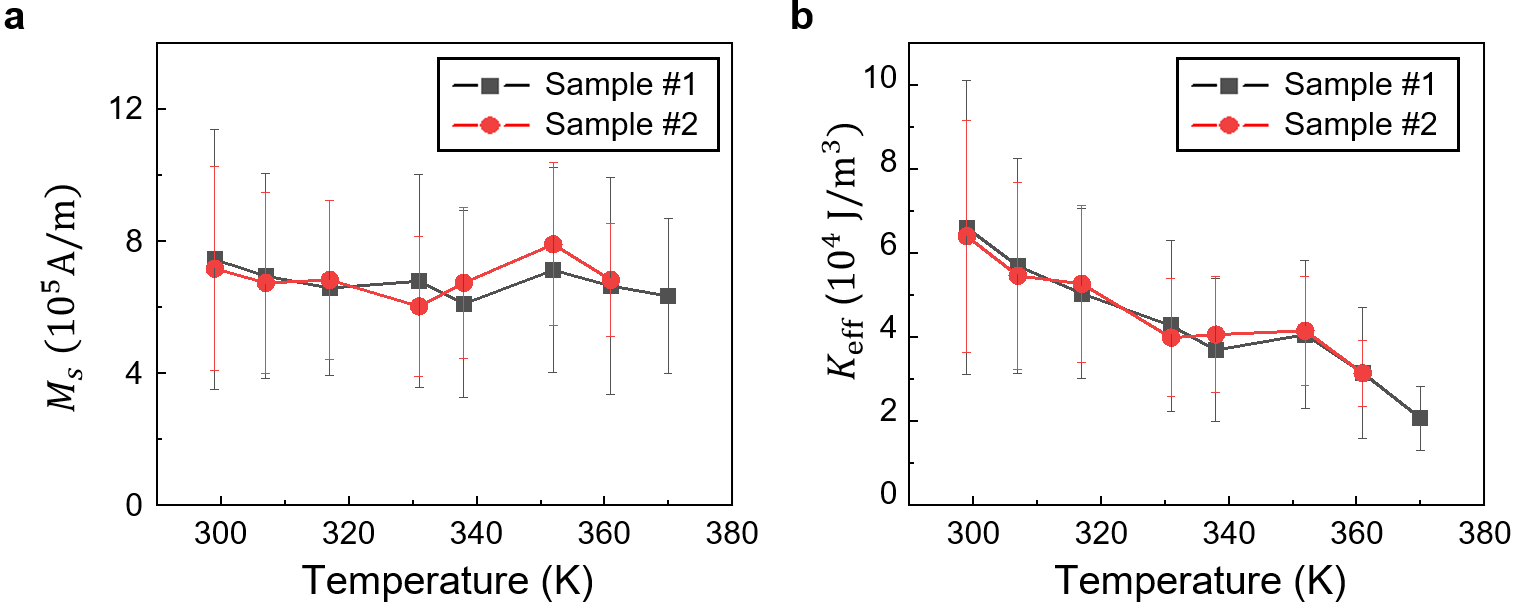 a
Sample #1
Sample #2
12
8
4
0
M_s (10^5 A/m)
300 320 340 360 380
Temperature (K)
b
Sample #1
Sample #2
10
8
6
4
2
0
K_eff (10^4 J/m^3)
300 320 340 360 380
Temperature (K)